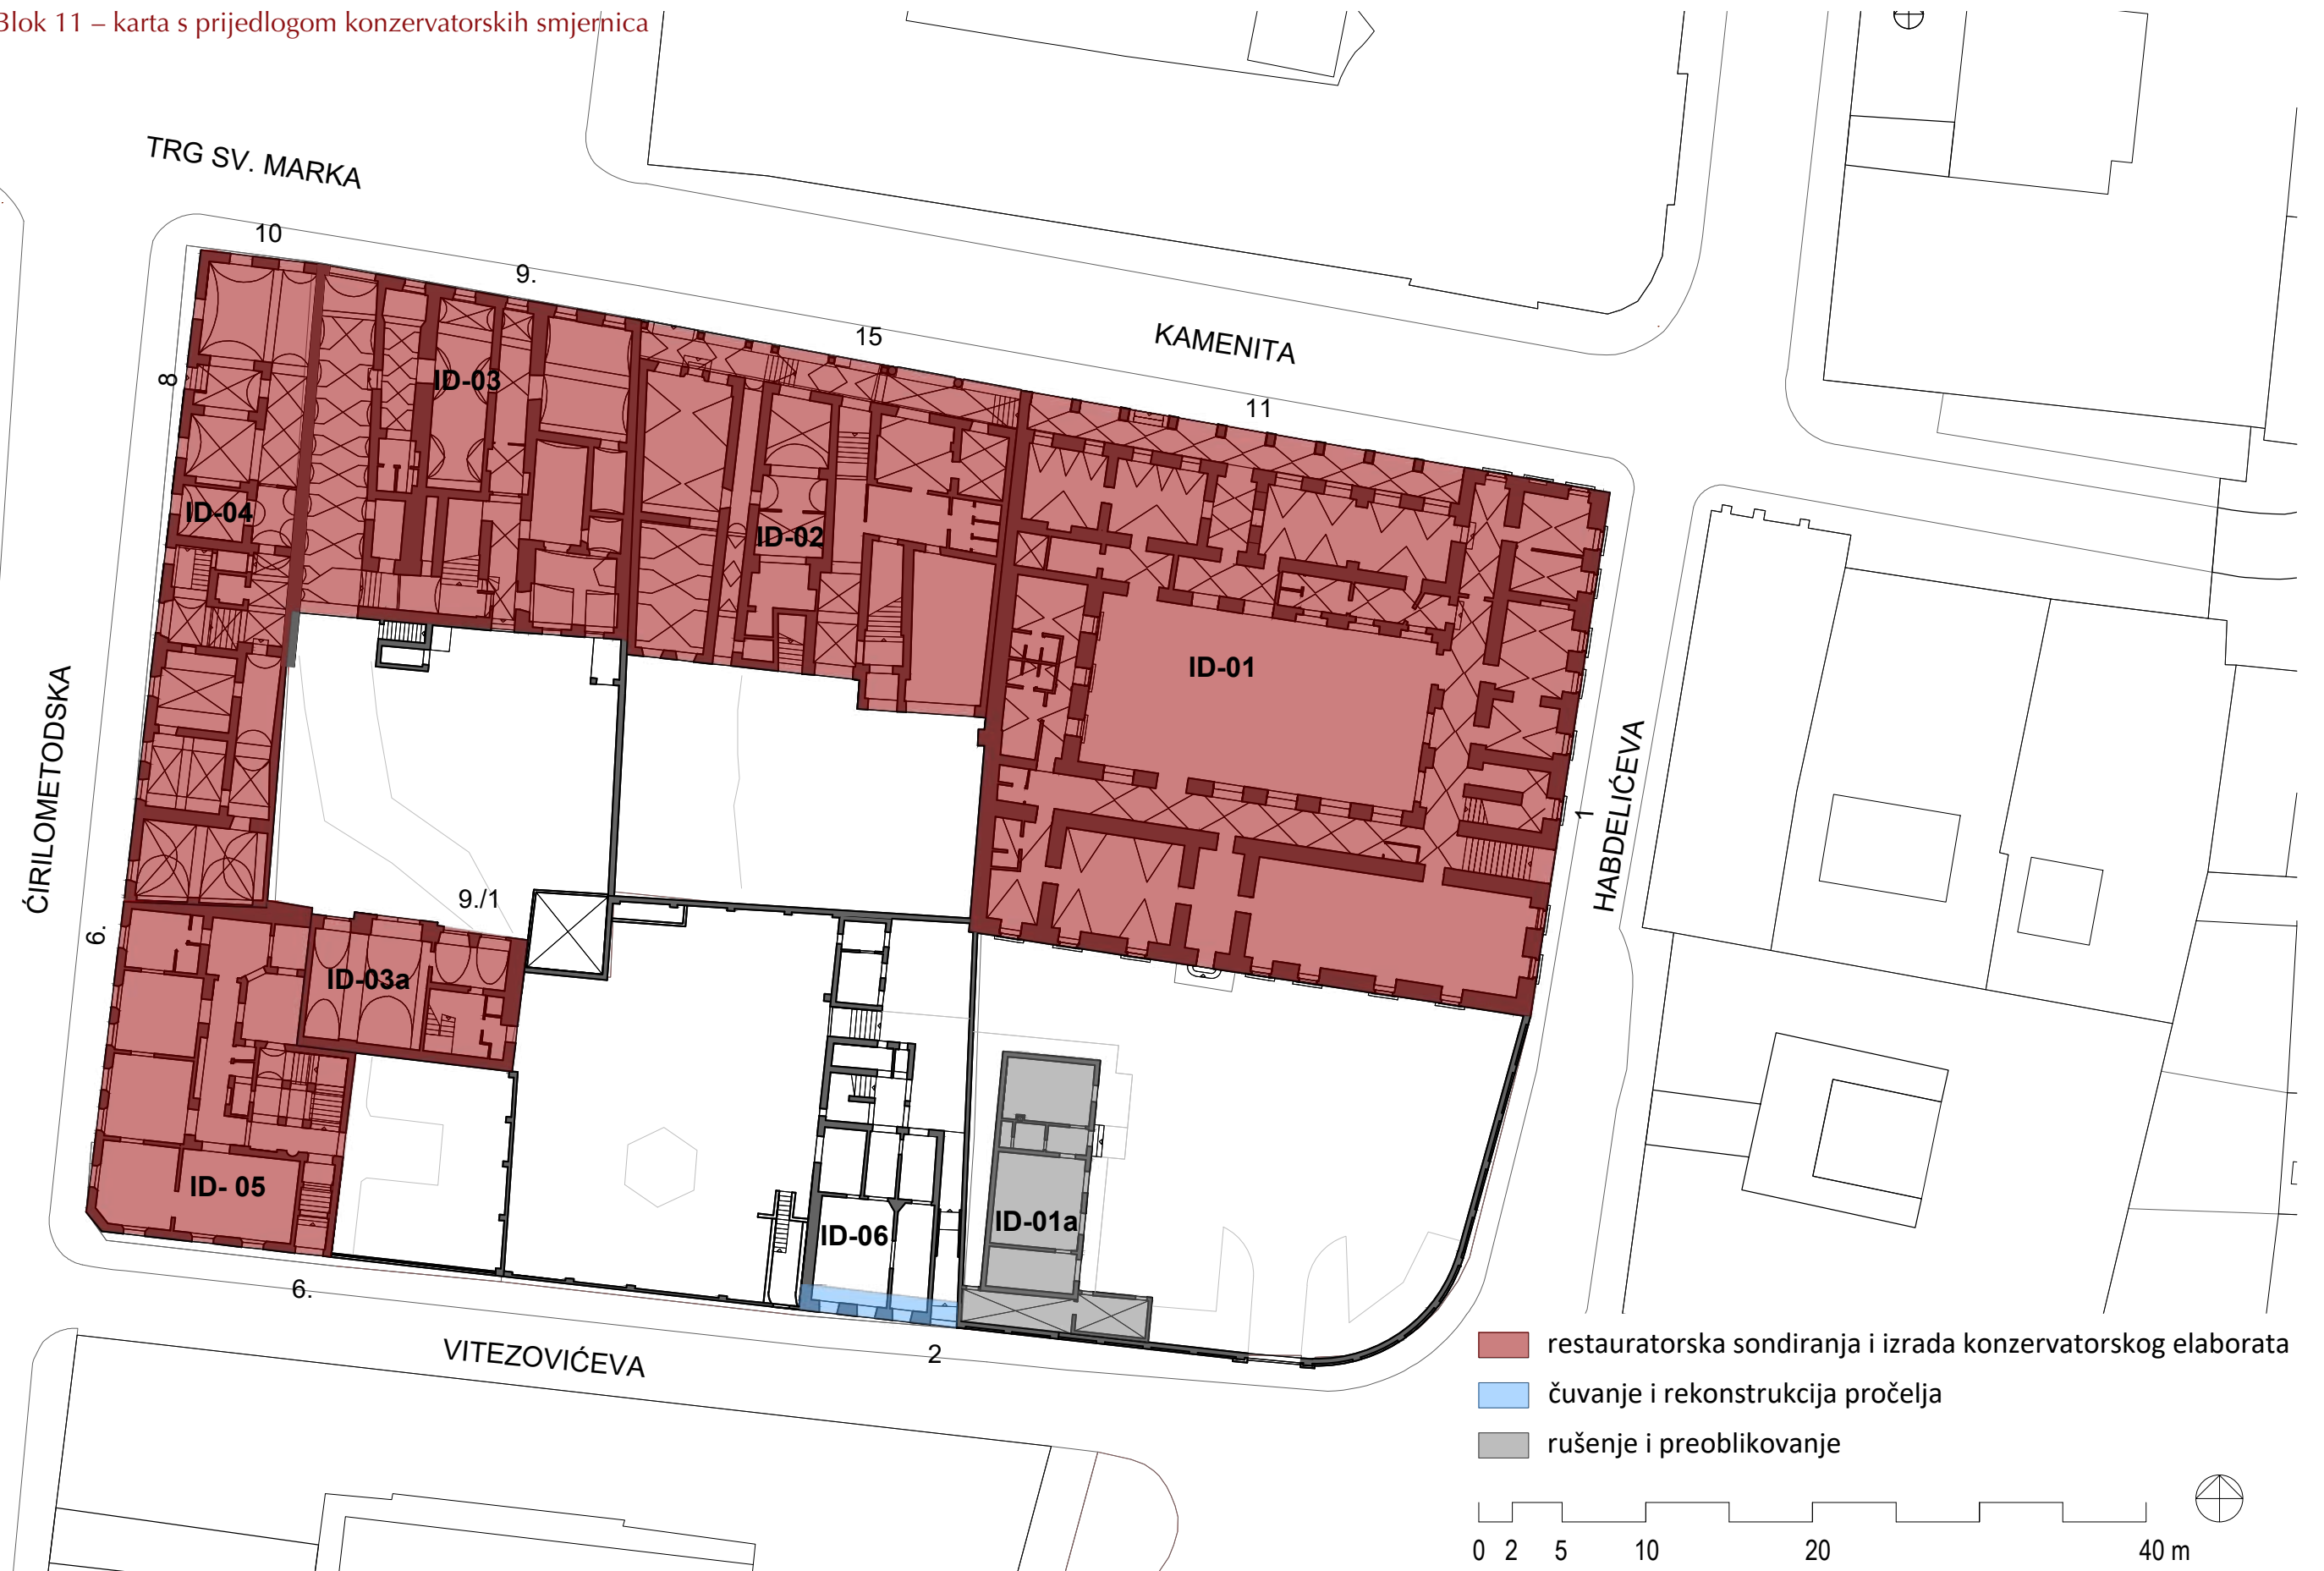 Blok 11 – karta s prijedlogom konzervatorskih smjernica
TRG SV. MARKA
10
9.
15
KAMENITA
11
8
ID-03
ID-04
ID-02
ID-01
ĆIRILOMETODSKA
HABDELIĆEVA
1
9./1
6.
ID-03a
ID- 05
ID-06
ID-01a
6.
VITEZOVIĆEVA
2
restauratorska sondiranja i izrada konzervatorskog elaborata
čuvanje i rekonstrukcija pročelja
rušenje i preoblikovanje
0 2 5 10 20 40 m